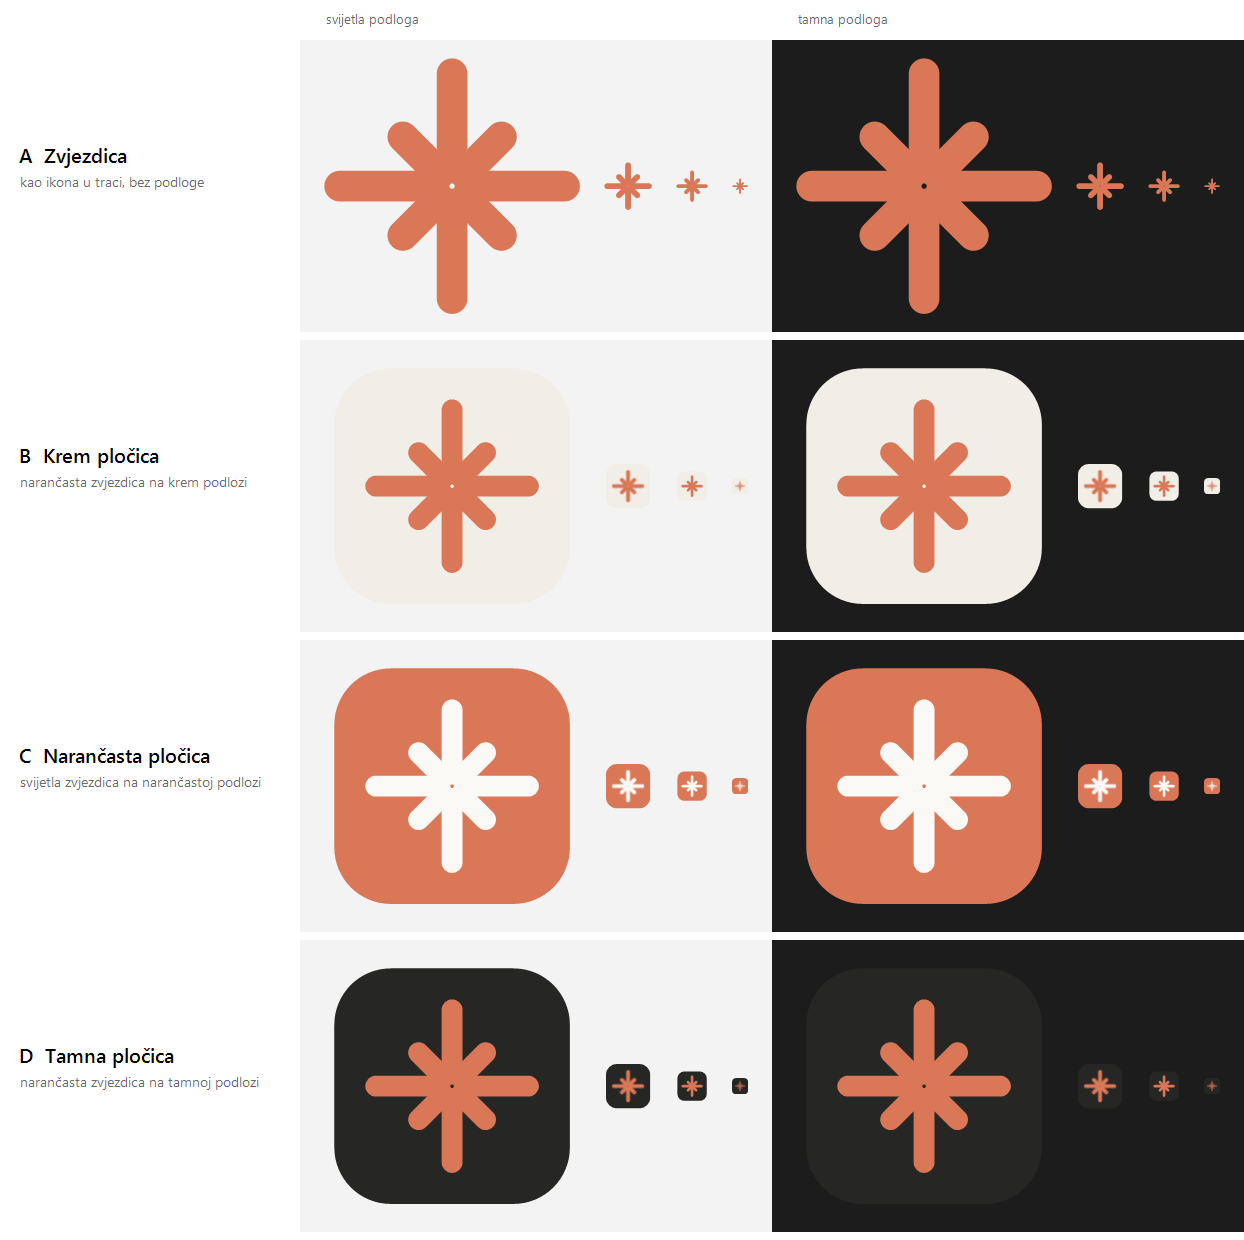 svijetla podloga
tamna podloga
A Zvjezdica
kao ikona u traci, bez podloge
B Krem pločica
narančasta zvjezdica na krem podlozi
C Narančasta pločica
svijetla zvjezdica na narančastoj podlozi
D Tamna pločica
narančasta zvjezdica na tamnoj podlozi